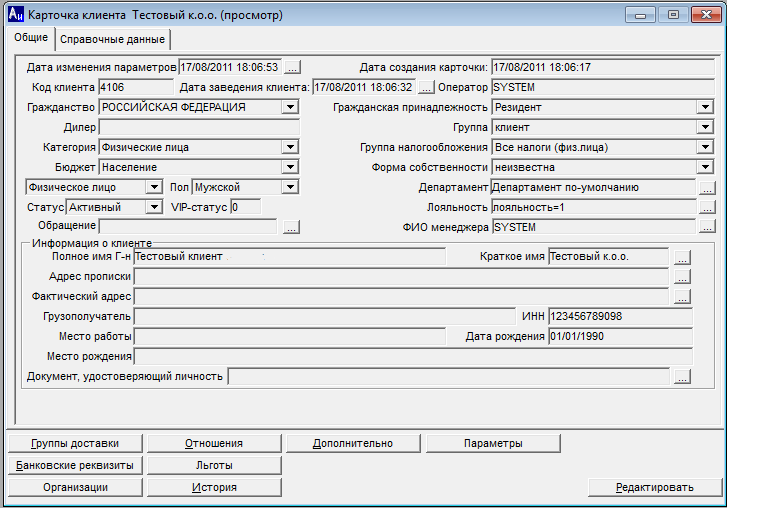 Аи Карточка клиента Тестовый к.о.о. (просмотр)
Общие Справочные данные
Дата изменения параметров 17/08/2011 18:06:53 ... Дата создания карточки: 17/08/2011 18:06:17
Код клиента 4106 Дата заведения клиента: 17/08/2011 18:06:32 ... Оператор SYSTEM
Гражданство РОССИЙСКАЯ ФЕДЕРАЦИЯ Гражданская принадлежность Резидент
Дилер Группа клиент
Категория Физические лица Группа налогообложения Все налоги (физ.лица)
Бюджет Население Форма собственности неизвестна
Физическое лицо Пол Мужской Департамент Департамент по-умолчанию ...
Статус Активный VIP-статус 0 Лояльность лояльность=1 ...
Обращение ... ФИО менеджера SYSTEM ...
Информация о клиенте
Полное имя Г-н Тестовый клиент Краткое имя Тестовый к.о.о. ...
Адрес прописки ...
Фактический адрес ...
Грузополучатель ИНН 123456789098
Место работы Дата рождения 01/01/1990
Место рождения
Документ, удостоверяющий личность ...
Группы доставки Отношения Дополнительно Параметры
Банковские реквизиты Льготы
Организации История Редактировать